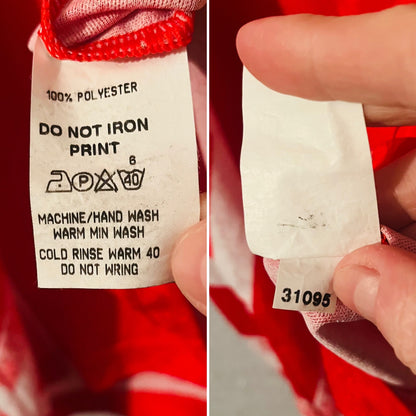 100% POLYESTER
DO NOT IRON
PRINT
6
P 40
MACHINE/HAND WASH
WARM MIN WASH
COLD RINSE WARM 40
DO NOT WRING
31095